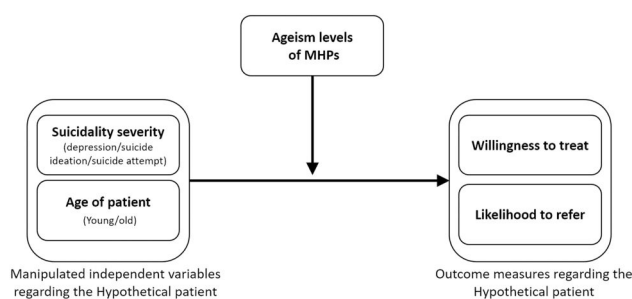 Ageism levels
of MHPs
Suicidality severity
(depression/suicide
ideation/suicide attempt)
Age of patient
(Young/old)
Manipulated independent variables
regarding the Hypothetical patient
Willingness to treat
Likelihood to refer
Outcome measures regarding the
Hypothetical patient